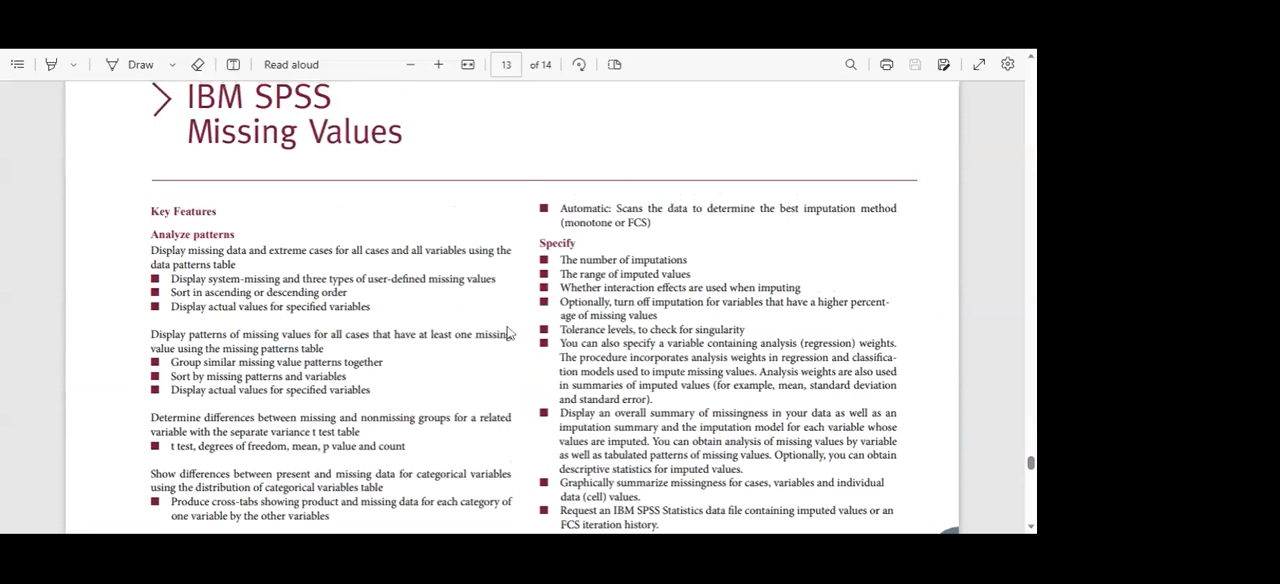 Draw
Read aloud
13
of 14
IBM SPSS
Missing Values
Key Features
Analyze patterns
Display missing data and extreme cases for all cases and all variables using the
data patterns table
Display system-missing and three types of user-defined missing values
Sort in ascending or descending order
Display actual values for specified variables
Display patterns of missing values for all cases that have at least one missing
value using the missing patterns table
Group similar missing value patterns together
Sort by missing patterns and variables
Display actual values for specified variables
Determine differences between missing and nonmissing groups for a related
variable with the separate variance t test table
t test, degrees of freedom, mean, p value and count
Show differences between present and missing data for categorical variables
using the distribution of categorical variables table
Produce cross-tabs showing product and missing data for each category of
one variable by the other variables
Automatic: Scans the data to determine the best imputation method
(monotone or FCS)
Specify
The number of imputations
The range of imputed values
Whether interaction effects are used when imputing
Optionally, turn off imputation for variables that have a higher percent-
age of missing values
Tolerance levels, to check for singularity
You can also specify a variable containing analysis (regression) weights.
The procedure incorporates analysis weights in regression and classifica-
tion models used to impute missing values. Analysis weights are also used
in summaries of imputed values (for example, mean, standard deviation
and standard error).
Display an overall summary of missingness in your data as well as an
imputation summary and the imputation model for each variable whose
values are imputed. You can obtain analysis of missing values by variable
as well as tabulated patterns of missing values. Optionally, you can obtain
descriptive statistics for imputed values.
Graphically summarize missingness for cases, variables and individual
data (cell) values.
Request an IBM SPSS Statistics data file containing imputed values or an
FCS iteration history.